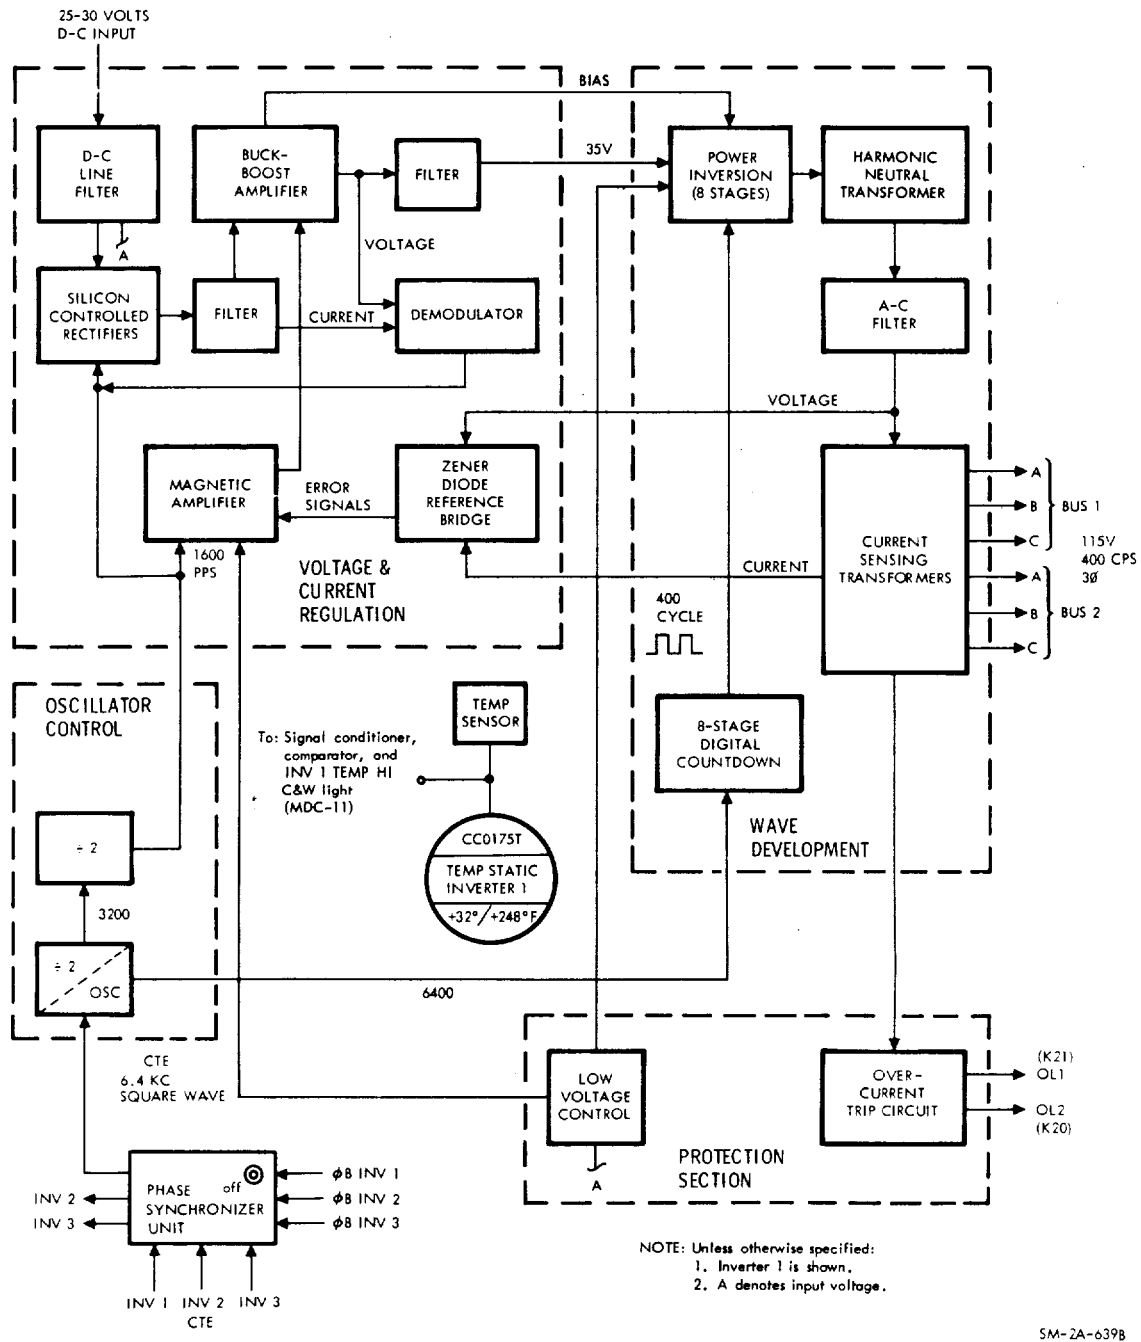 25-30 VOLTS
D-C INPUT
BIAS
D-C
LINE
FILTER
A
BUCK-
BOOST
AMPLIFIER
FILTER
35V
POWER
INVERSION
(8 STAGES)
HARMONIC
NEUTRAL
TRANSFORMER
VOLTAGE
SILICON
CONTROLLED
RECTIFIERS
FILTER
CURRENT
DEMODULATOR
A-C
FILTER
VOLTAGE
MAGNETIC
AMPLIFIER
ERROR
SIGNALS
ZENER
DIODE
REFERENCE
BRIDGE
1600
PPS
VOLTAGE &
CURRENT
REGULATION
CURRENT
CURRENT
SENSING
TRANSFORMERS
A
B
C
BUS 1
115V
400 CPS
3Ø
A
B
C
BUS 2
400
CYCLE
OSCILLATOR
CONTROL
TEMP
SENSOR
To: Signal conditioner,
comparator, and
INV 1 TEMP HI
C&W light
(MDC-11)
8-STAGE
DIGITAL
COUNTDOWN
WAVE
DEVELOPMENT
÷ 2
CC0175T
TEMP STATIC
INVERTER 1
+32°/+248°F
3200
÷ 2
OSC
6400
CTE
6.4 KC
SQUARE WAVE
LOW
VOLTAGE
CONTROL
A
OVER-
CURRENT
TRIP CIRCUIT
(K21)
OL1
OL2
(K20)
PROTECTION
SECTION
PHASE
SYNCHRONIZER
UNIT
off
INV 2
INV 3
ϕB INV 1
ϕB INV 2
ϕB INV 3
INV 1 INV 2 INV 3
CTE
NOTE: Unless otherwise specified:
1. Inverter 1 is shown.
2. A denotes input voltage.
SM-2A-639B